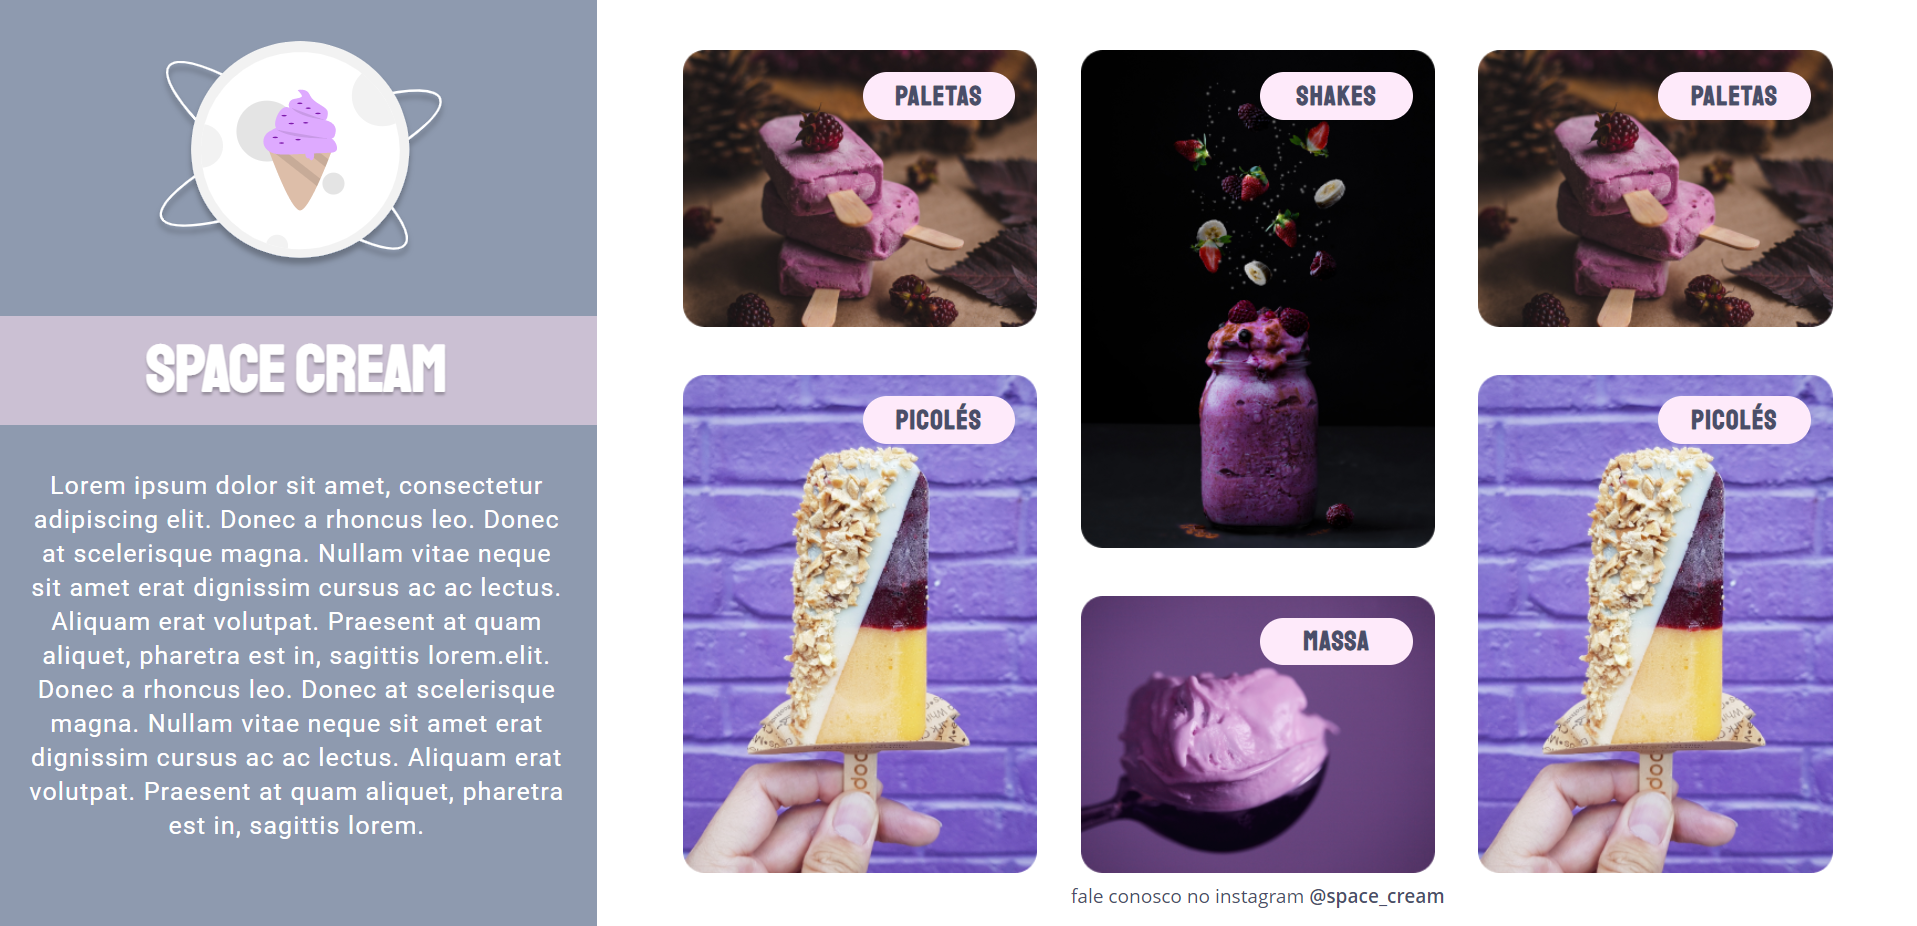 SPACE CREAM
Lorem ipsum dolor sit amet, consectetur
adipiscing elit. Donec a rhoncus leo. Donec
at scelerisque magna. Nullam vitae neque
sit amet erat dignissim cursus ac ac lectus.
Aliquam erat volutpat. Praesent at quam
aliquet, pharetra est in, sagittis lorem.elit.
Donec a rhoncus leo. Donec at scelerisque
magna. Nullam vitae neque sit amet erat
dignissim cursus ac ac lectus. Aliquam erat
volutpat. Praesent at quam aliquet, pharetra
est in, sagittis lorem.
PALETAS
SHAKES
PALETAS
PICOLÉS
PICOLÉS
MASSA
fale conosco no instagram @space_cream